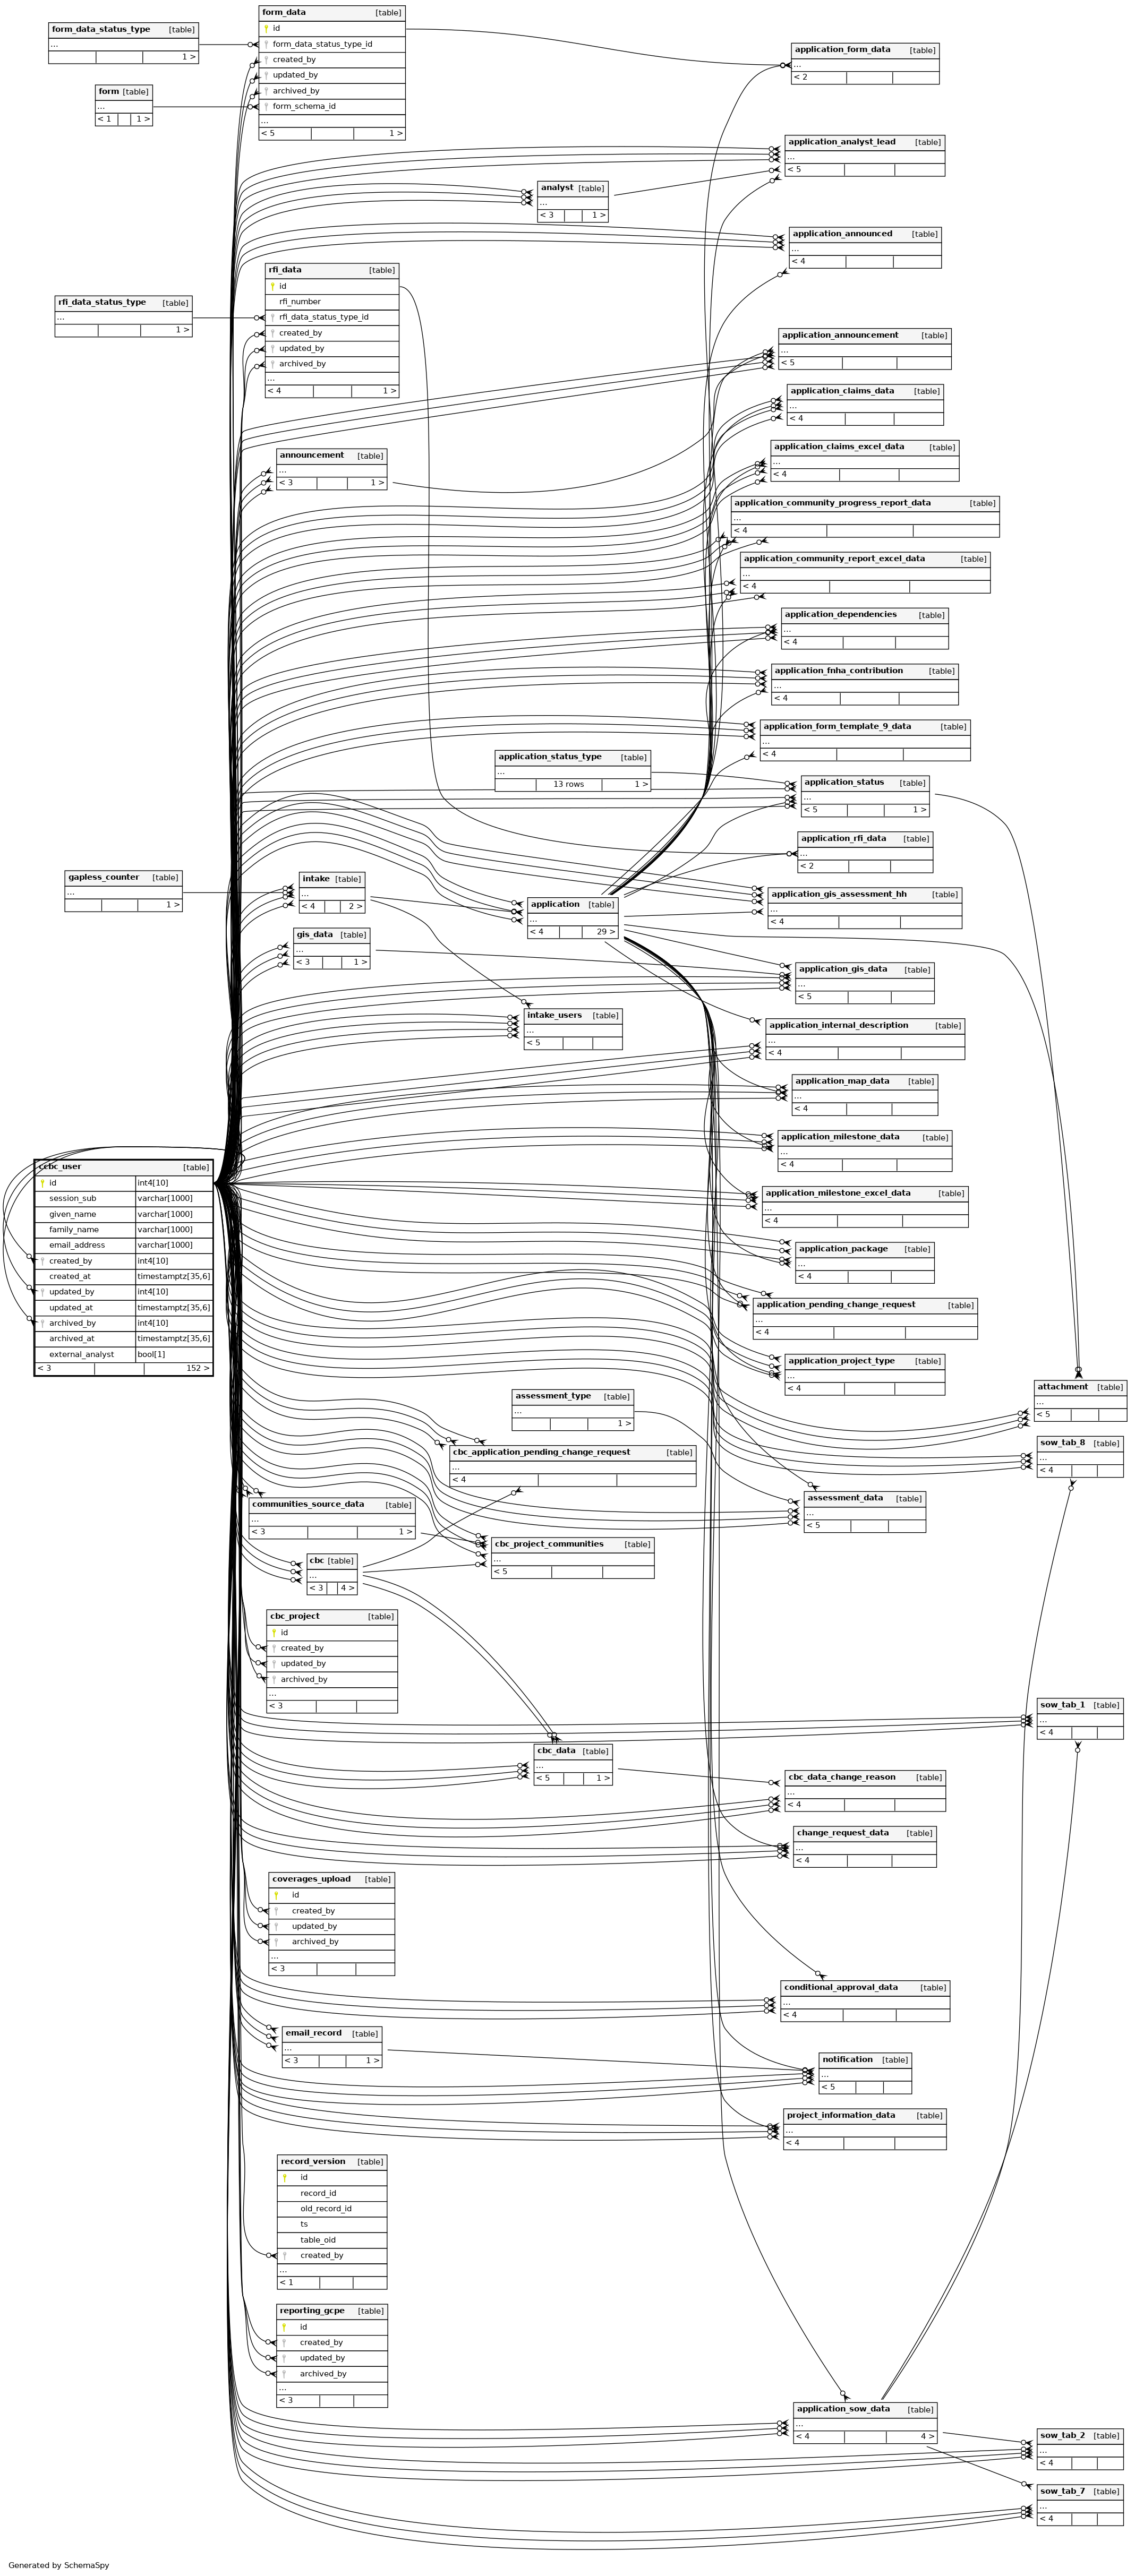 form_data [table]
id
form_data_status_type_id
created_by
updated_by
archived_by
form_schema_id
...
< 5 1 >
form_data_status_type [table]
...
1 >
form [table]
...
< 1 1 >
application_form_data [table]
...
< 2
application_analyst_lead [table]
...
< 5
analyst [table]
...
< 3 1 >
application_announced [table]
...
< 4
rfi_data [table]
id
rfi_number
rfi_data_status_type_id
created_by
updated_by
archived_by
...
< 4 1 >
rfi_data_status_type [table]
...
1 >
application_announcement [table]
...
< 5
application_claims_data [table]
...
< 4
application_claims_excel_data [table]
...
< 4
announcement [table]
...
< 3 1 >
application_community_progress_report_data [table]
...
< 4
application_community_report_excel_data [table]
...
< 4
application_dependencies [table]
...
< 4
application_fnha_contribution [table]
...
< 4
application_form_template_9_data [table]
...
< 4
application_status_type [table]
...
13 rows 1 >
application_status [table]
...
< 5 1 >
application_rfi_data [table]
...
< 2
gapless_counter [table]
...
1 >
intake [table]
...
< 4 2 >
application_gis_assessment_hh [table]
...
< 4
application [table]
...
< 4 29 >
gis_data [table]
...
< 3 1 >
application_gis_data [table]
...
< 5
intake_users [table]
...
< 5
application_internal_description [table]
...
< 4
application_map_data [table]
...
< 4
application_milestone_data [table]
...
< 4
ccbc_user [table]
id int4[10]
session_sub varchar[1000]
given_name varchar[1000]
family_name varchar[1000]
email_address varchar[1000]
created_by int4[10]
created_at timestamptz[35,6]
updated_by int4[10]
updated_at timestamptz[35,6]
archived_by int4[10]
archived_at timestamptz[35,6]
external_analyst bool[1]
< 3 152 >
application_milestone_excel_data [table]
...
< 4
application_package [table]
...
< 4
application_pending_change_request [table]
...
< 4
application_project_type [table]
...
< 4
attachment [table]
...
< 5
assessment_type [table]
...
1 >
sow_tab_8 [table]
...
< 4
cbc_application_pending_change_request [table]
...
< 4
assessment_data [table]
...
< 5
communities_source_data [table]
...
< 3 1 >
cbc_project_communities [table]
...
< 5
cbc [table]
...
< 3 4 >
cbc_project [table]
id
created_by
updated_by
archived_by
...
< 3
sow_tab_1 [table]
...
< 4
cbc_data [table]
...
< 5 1 >
cbc_data_change_reason [table]
...
< 4
change_request_data [table]
...
< 4
coverages_upload [table]
id
created_by
updated_by
archived_by
...
< 3
conditional_approval_data [table]
...
< 4
email_record [table]
...
< 3 1 >
notification [table]
...
< 5
project_information_data [table]
...
< 4
record_version [table]
id
record_id
old_record_id
ts
table_oid
created_by
...
< 1
reporting_gcpe [table]
id
created_by
updated_by
archived_by
...
< 3
application_sow_data [table]
...
< 4 4 >
sow_tab_2 [table]
...
< 4
sow_tab_7 [table]
...
< 4
Generated by SchemaSpy